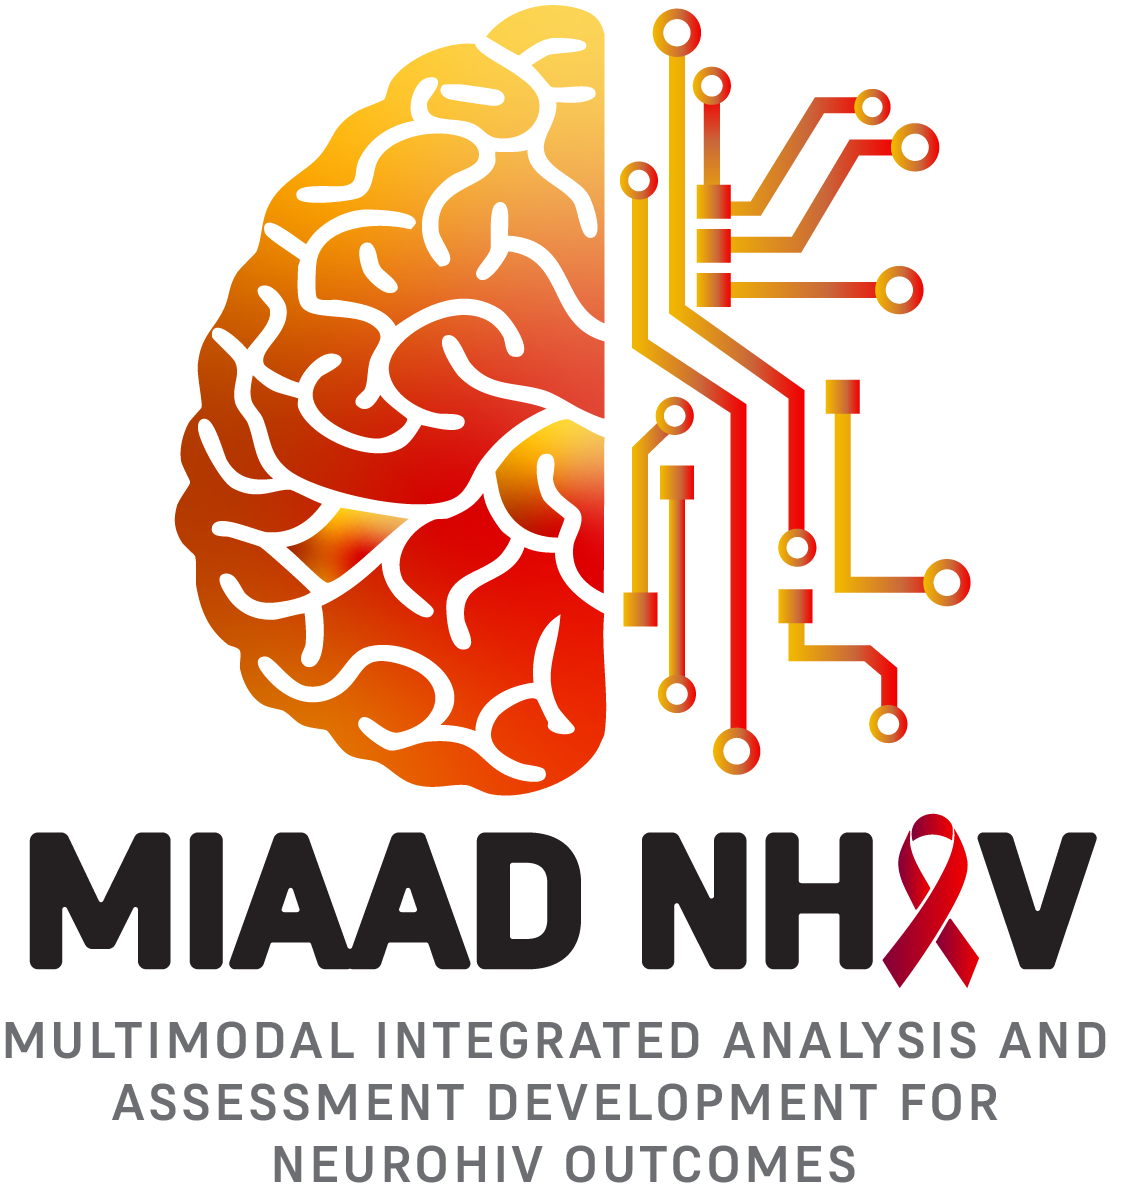 MIAAD NHIV
MULTIMODAL INTEGRATED ANALYSIS AND
ASSESSMENT DEVELOPMENT FOR
NEUROHIV OUTCOMES